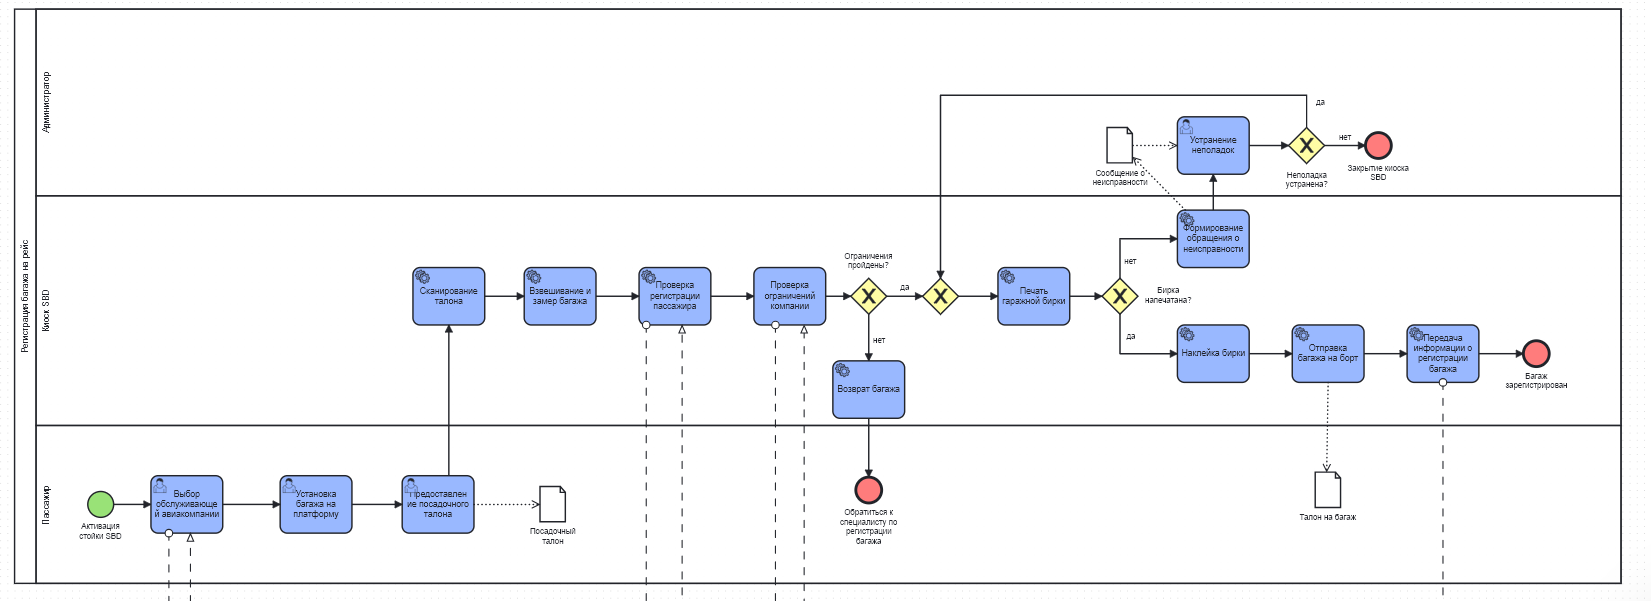 Регистрация багажа на рейс
Администратор
Сообщение о
неисправности
Устранение
неполадок
да
Неполадка
устранена?
нет
Закрытие киоска
SBD
Киоск SBD
Сканирование
талона
Взвешивание и
замер багажа
Проверка
регистрации
пассажира
Проверка
ограничений
компании
Ограничения
пройдены?
да
нет
Возврат багажа
Печать
гаражной бирки
Бирка
напечатана?
нет
Формирование
обращения о
неисправности
да
Наклейка бирки
Отправка
багажа на борт
Передача
информации о
регистрации
багажа
Багаж
зарегистрирован
Пассажир
Активация
стойки SBD
Выбор
обслуживающе
й авиакомпании
Установка
багажа на
платформу
Предоставлен
ие посадочного
талона
Посадочный
талон
Обратиться к
специалисту по
регистрации
багажа
Талон на багаж